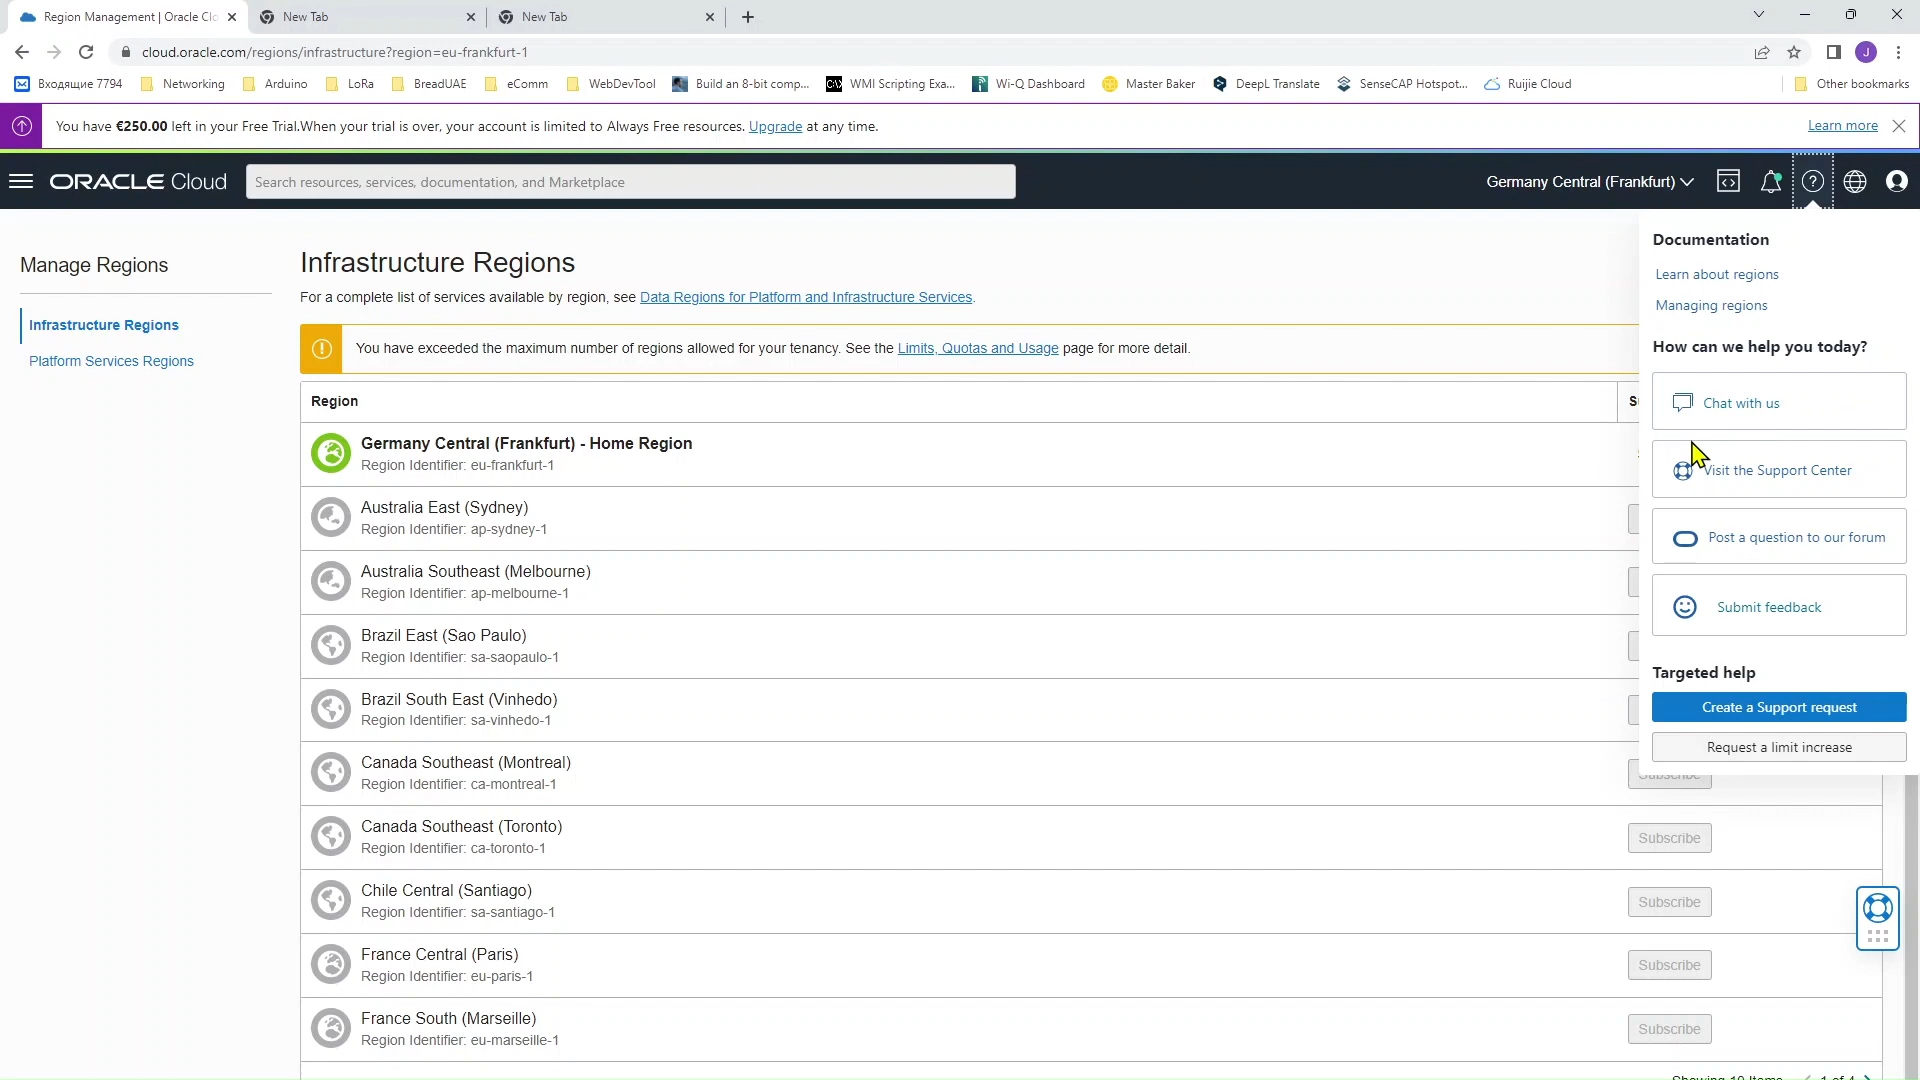 Region Management | Oracle Clo
New Tab
New Tab
cloud.oracle.com/regions/infrastructure?region=eu-frankfurt-1
J
Входящие 7794
Networking
Arduino
LoRa
BreadUAE
eComm
WebDevTool
Build an 8-bit comp...
WMI Scripting Exa...
Wi-Q Dashboard
Master Baker
DeepL Translate
SenseCAP Hotspot...
Ruijie Cloud
Other bookmarks
You have €250.00 left in your Free Trial.When your trial is over, your account is limited to Always Free resources. Upgrade at any time.
Learn more
ORACLE Cloud
Search resources, services, documentation, and Marketplace
Germany Central (Frankfurt)
Manage Regions
Infrastructure Regions
Platform Services Regions
Infrastructure Regions
For a complete list of services available by region, see Data Regions for Platform and Infrastructure Services.
You have exceeded the maximum number of regions allowed for your tenancy. See the Limits, Quotas and Usage page for more detail.
Region
Germany Central (Frankfurt) - Home Region
Region Identifier: eu-frankfurt-1
Australia East (Sydney)
Region Identifier: ap-sydney-1
Australia Southeast (Melbourne)
Region Identifier: ap-melbourne-1
Brazil East (Sao Paulo)
Region Identifier: sa-saopaulo-1
Brazil South East (Vinhedo)
Region Identifier: sa-vinhedo-1
Canada Southeast (Montreal)
Region Identifier: ca-montreal-1
Subscribe
Canada Southeast (Toronto)
Region Identifier: ca-toronto-1
Subscribe
Chile Central (Santiago)
Region Identifier: sa-santiago-1
Subscribe
France Central (Paris)
Region Identifier: eu-paris-1
Subscribe
France South (Marseille)
Region Identifier: eu-marseille-1
Subscribe
Showing 10 Items
1 of 4
Documentation
Learn about regions
Managing regions
How can we help you today?
Chat with us
Visit the Support Center
Post a question to our forum
Submit feedback
Targeted help
Create a Support request
Request a limit increase